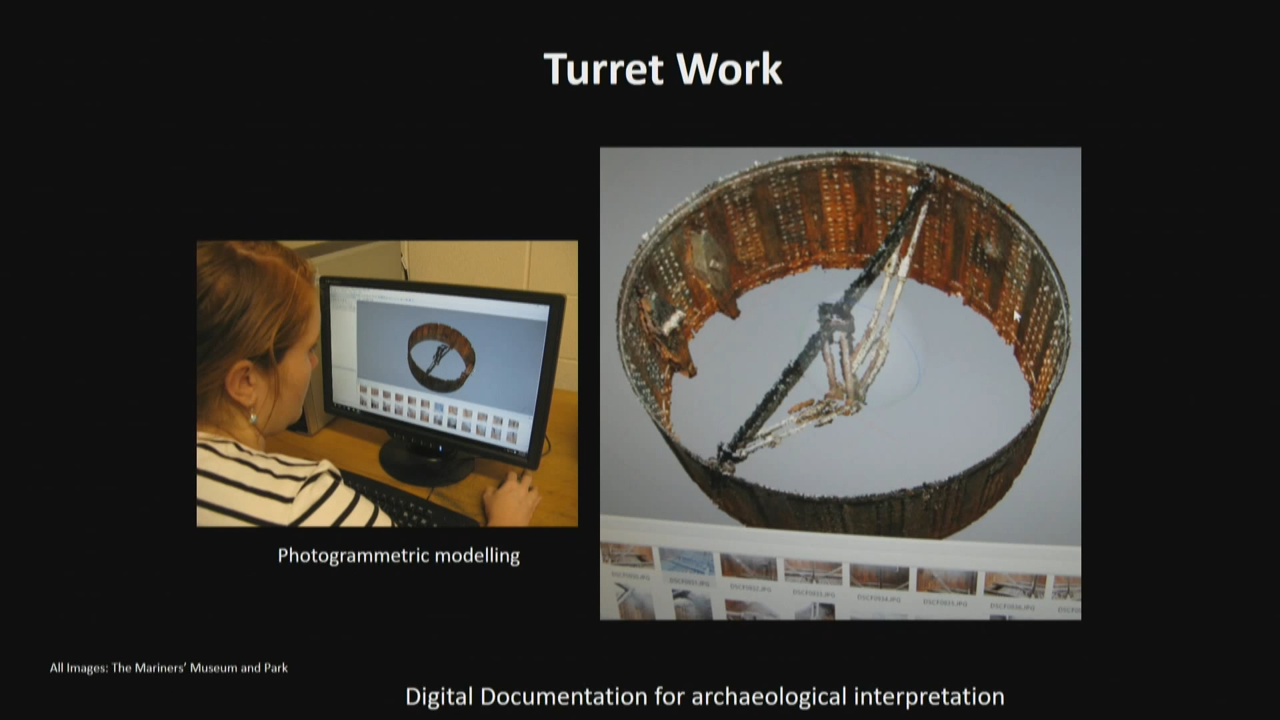 Turret Work
Photogrammetric modelling
All Images: The Mariners' Museum and Park
Digital Documentation for archaeological interpretation